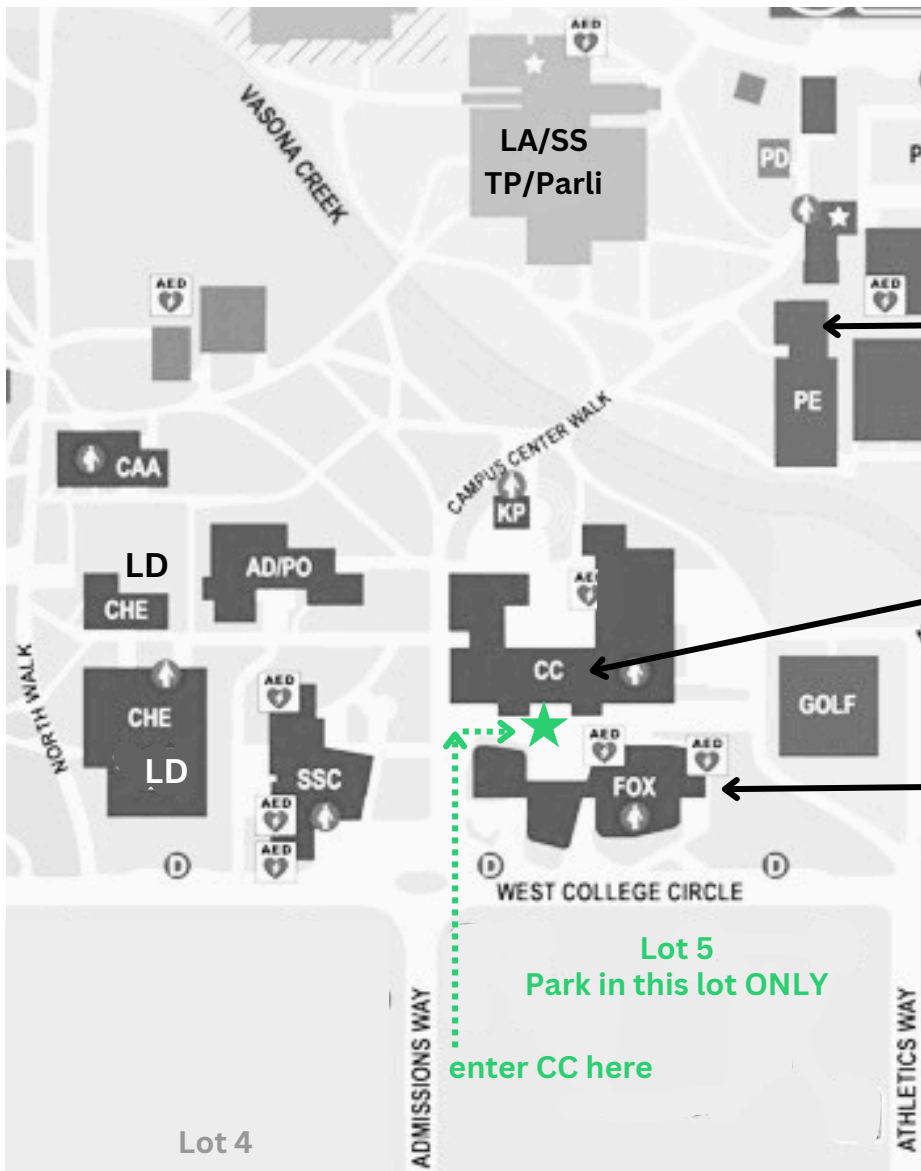 AED
VASONA CREEK
LA/SS
TP/Parli
PD
P
AED
AED
PE
CAMPUS CENTER WALK
CAA
KP
LD
AD/PO
CHE
AE
NORTH WALK
CC
AED
CHE
GOLF
LD
SSC
AED
AED
FOX
AED
AED
D
D
D
WEST COLLEGE CIRCLE
Lot 5
Park in this lot ONLY
ADMISSIONS WAY
ATHLETICS WAY
enter CC here
Lot 4